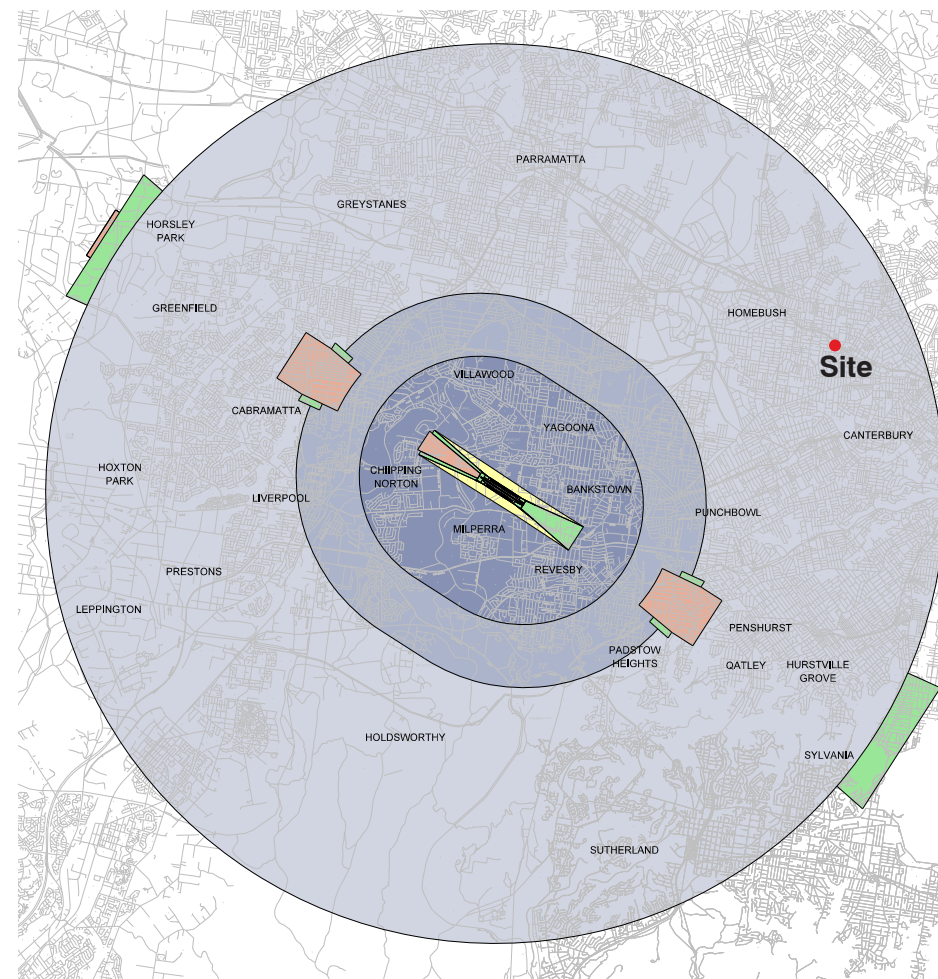 PARRAMATTA
GREYSTANES
HORSLEY
PARK
GREENFIELD
HOMEBUSH
Site
VILLAWOOD
CABRAMATTA
YAGOONA
CANTERBURY
HOXTON
PARK
CHIPPING
NORTON
BANKSTOWN
LIVERPOOL
PUNCHBOWL
MILPERRA
PRESTONS
REVESBY
LEPPINGTON
PENSHURST
PADSTOW
HEIGHTS
QATLEY
HURSTVILLE
GROVE
HOLDSWORTHY
SYLVANIA
SUTHERLAND